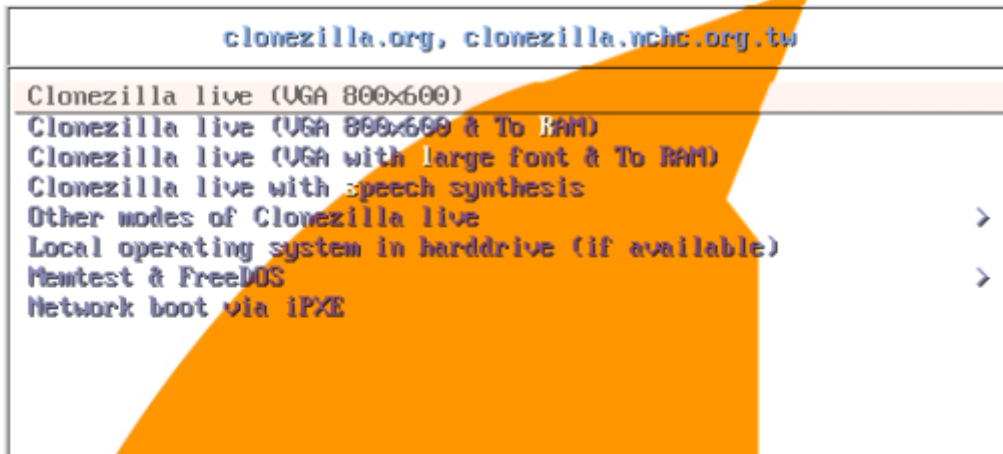 clonezilla.org, clonezilla.nchc.org.tw
Clonezilla live (VGA 800x600)
Clonezilla live (VGA 800x600 & To RAM)
Clonezilla live (VGA with large font & To RAM)
Clonezilla live with speech synthesis
Other modes of Clonezilla live >
Local operating system in harddrive (if available)
Memtest & FreeDOS >
Network boot via iPXE